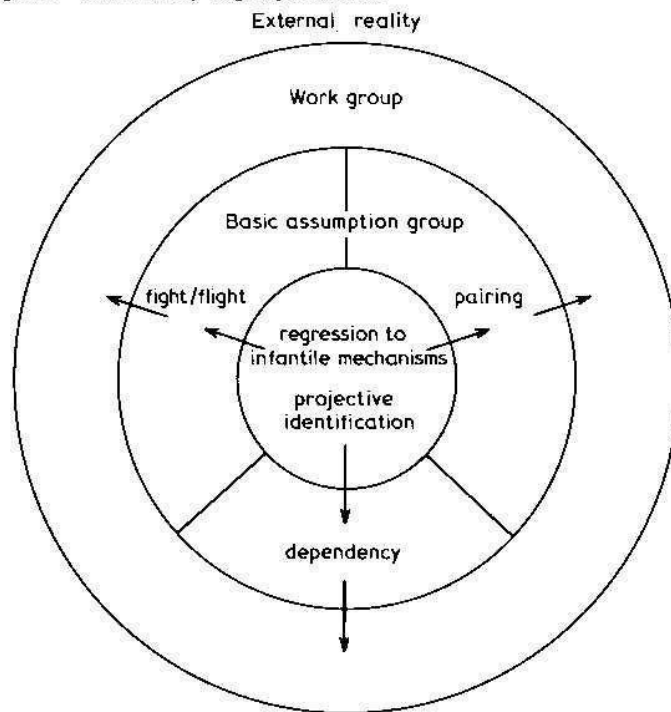 External reality
Work group
Basic assumption group
fight/flight
pairing
regression to
infantile mechanisms
projective
identification
dependency